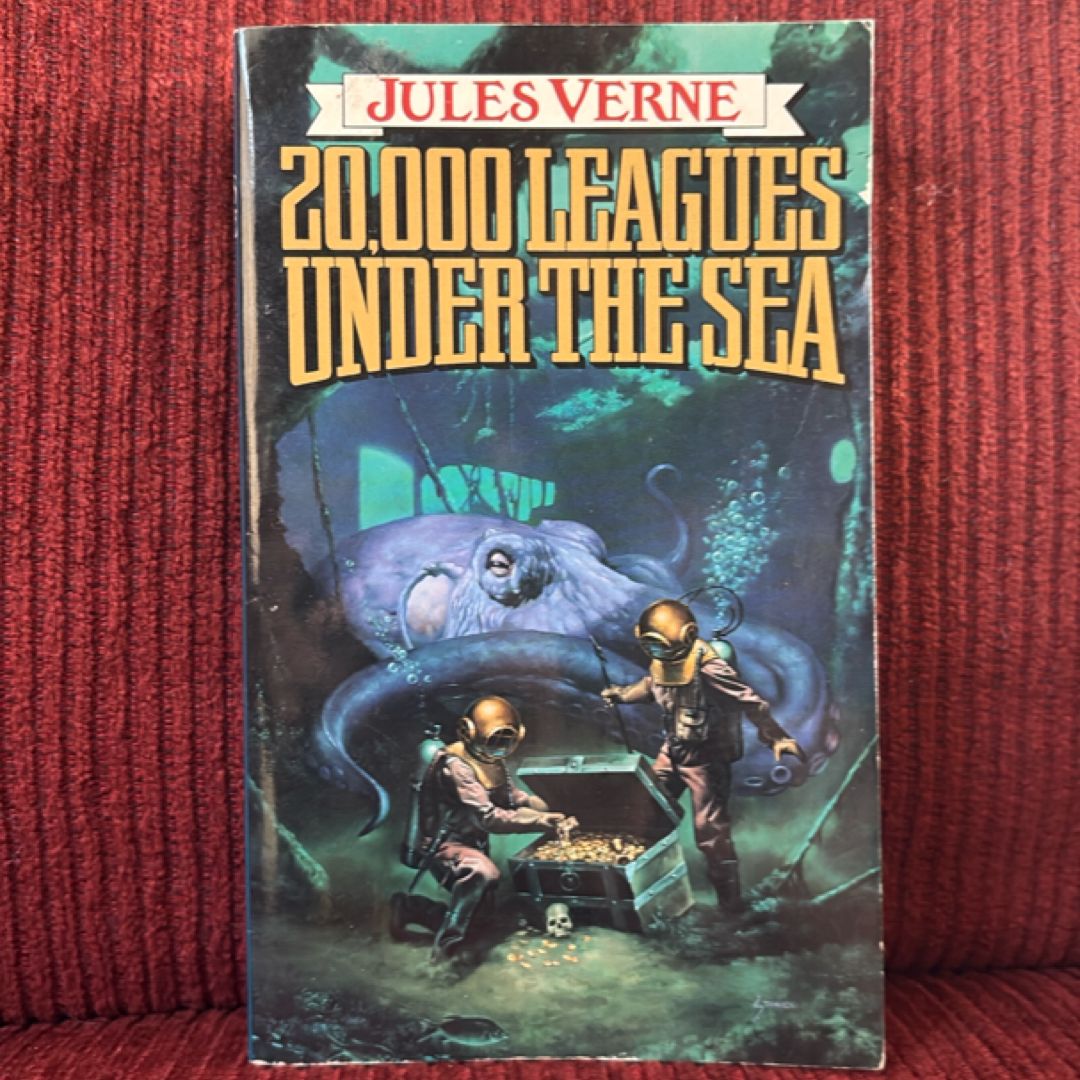 JULES VERNE
20,000 LEAGUES
UNDER THE SEA